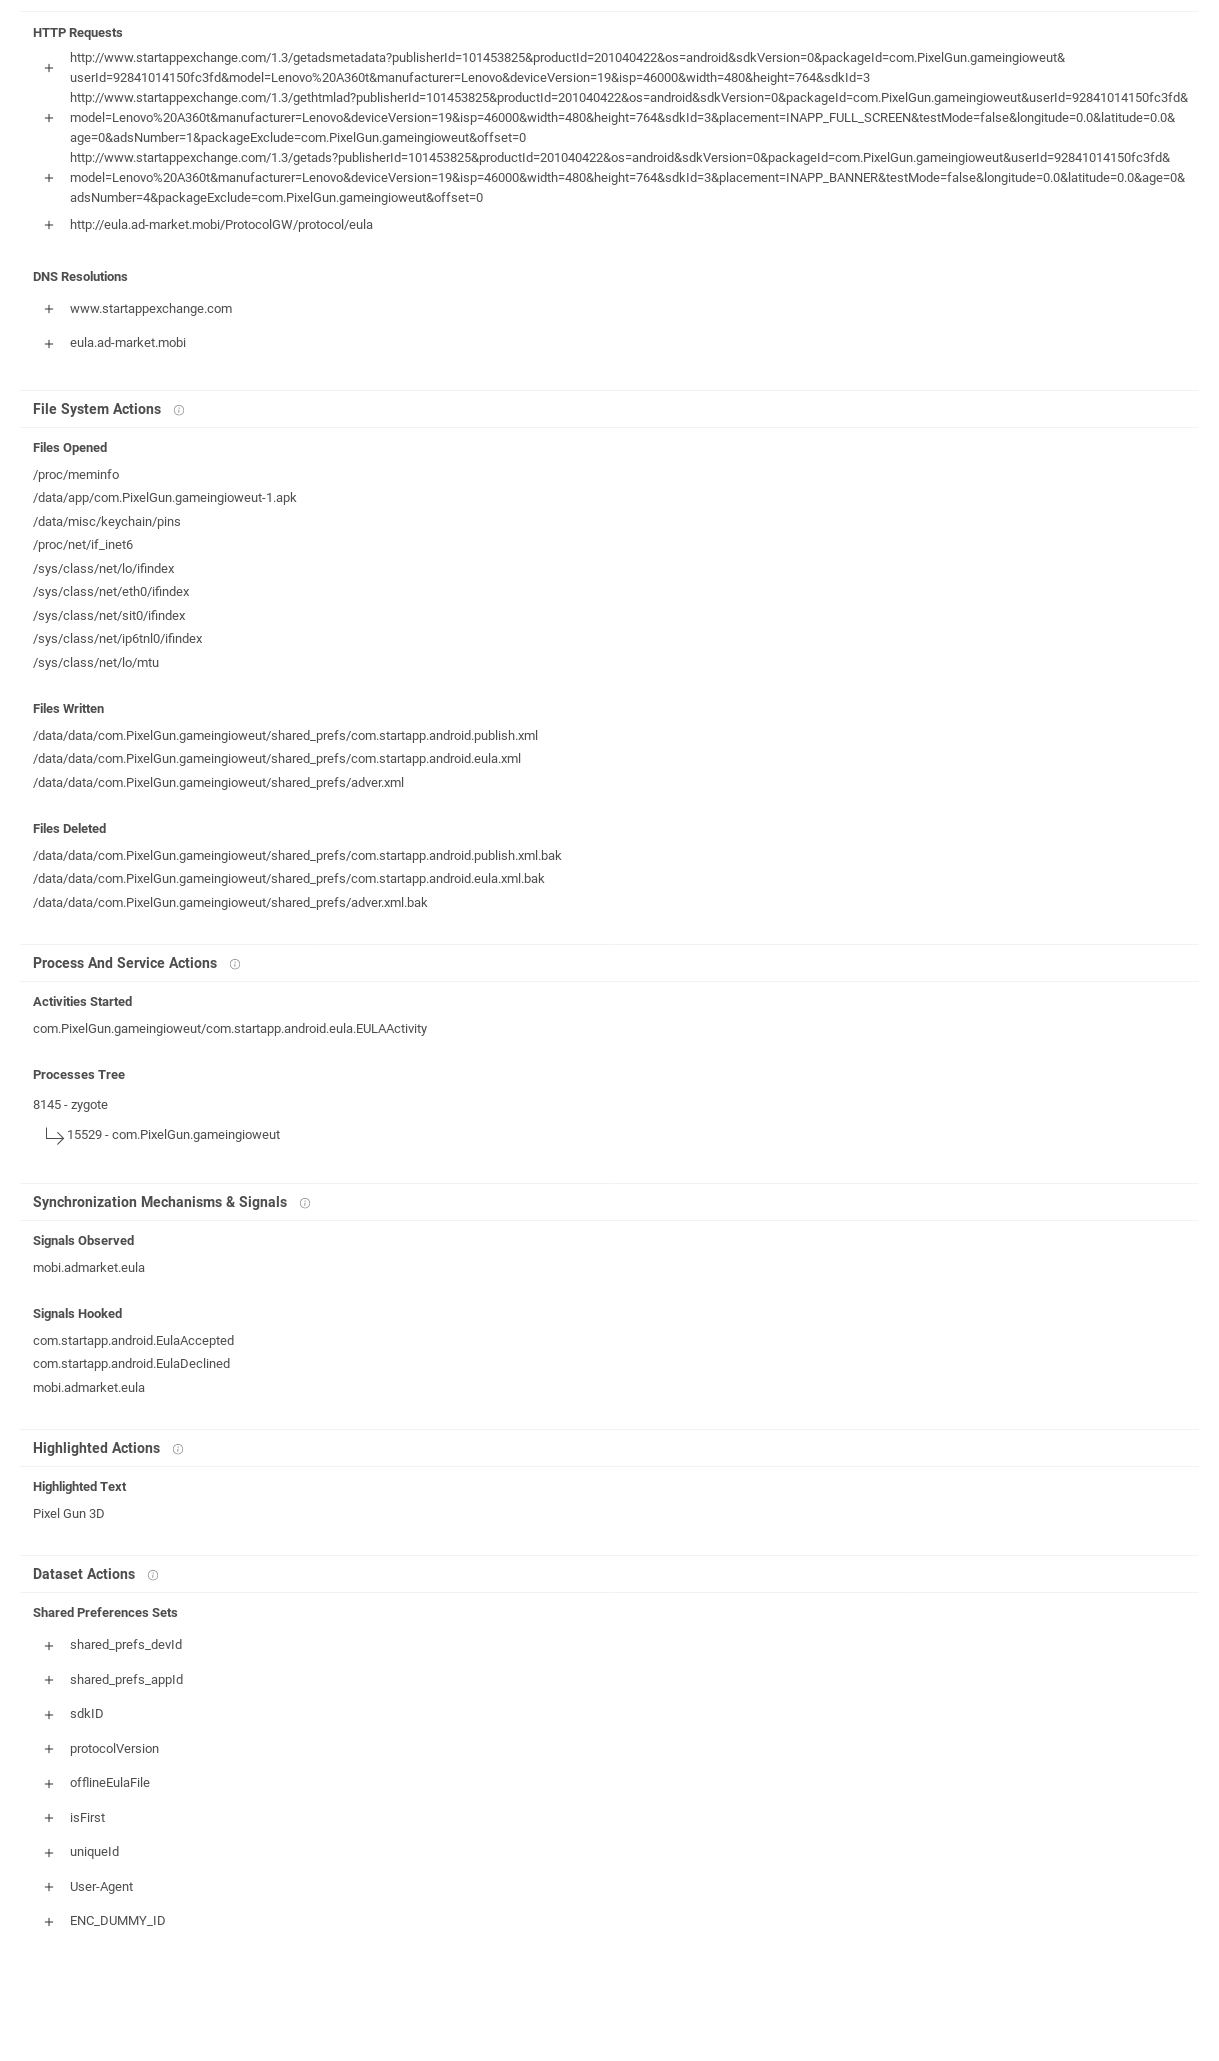 HTTP Requests
http://www.startappexchange.com/1.3/getadsmetadata?publisherId=101453825&productId=201040422&os=android&sdkVersion=0&packageId=com.PixelGun.gameingioweut&
userId=92841014150fc3fd&model=Lenovo%20A360t&manufacturer=Lenovo&deviceVersion=19&isp=46000&width=480&height=764&sdkId=3
http://www.startappexchange.com/1.3/gethtmlad?publisherId=101453825&productId=201040422&os=android&sdkVersion=0&packageId=com.PixelGun.gameingioweut&userId=92841014150fc3fd&
model=Lenovo%20A360t&manufacturer=Lenovo&deviceVersion=19&isp=46000&width=480&height=764&sdkId=3&placement=INAPP_FULL_SCREEN&testMode=false&longitude=0.0&latitude=0.0&
age=0&adsNumber=1&packageExclude=com.PixelGun.gameingioweut&offset=0
http://www.startappexchange.com/1.3/getads?publisherId=101453825&productId=201040422&os=android&sdkVersion=0&packageId=com.PixelGun.gameingioweut&userId=92841014150fc3fd&
model=Lenovo%20A360t&manufacturer=Lenovo&deviceVersion=19&isp=46000&width=480&height=764&sdkId=3&placement=INAPP_BANNER&testMode=false&longitude=0.0&latitude=0.0&age=0&
adsNumber=4&packageExclude=com.PixelGun.gameingioweut&offset=0
http://eula.ad-market.mobi/ProtocolGW/protocol/eula
DNS Resolutions
www.startappexchange.com
eula.ad-market.mobi
File System Actions
Files Opened
/proc/meminfo
/data/app/com.PixelGun.gameingioweut-1.apk
/data/misc/keychain/pins
/proc/net/if_inet6
/sys/class/net/lo/ifindex
/sys/class/net/eth0/ifindex
/sys/class/net/sit0/ifindex
/sys/class/net/ip6tnl0/ifindex
/sys/class/net/lo/mtu
Files Written
/data/data/com.PixelGun.gameingioweut/shared_prefs/com.startapp.android.publish.xml
/data/data/com.PixelGun.gameingioweut/shared_prefs/com.startapp.android.eula.xml
/data/data/com.PixelGun.gameingioweut/shared_prefs/adver.xml
Files Deleted
/data/data/com.PixelGun.gameingioweut/shared_prefs/com.startapp.android.publish.xml.bak
/data/data/com.PixelGun.gameingioweut/shared_prefs/com.startapp.android.eula.xml.bak
/data/data/com.PixelGun.gameingioweut/shared_prefs/adver.xml.bak
Process And Service Actions
Activities Started
com.PixelGun.gameingioweut/com.startapp.android.eula.EULAActivity
Processes Tree
8145 - zygote
15529 - com.PixelGun.gameingioweut
Synchronization Mechanisms & Signals
Signals Observed
mobi.admarket.eula
Signals Hooked
com.startapp.android.EulaAccepted
com.startapp.android.EulaDeclined
mobi.admarket.eula
Highlighted Actions
Highlighted Text
Pixel Gun 3D
Dataset Actions
Shared Preferences Sets
shared_prefs_devId
shared_prefs_appId
sdkID
protocolVersion
offlineEulaFile
isFirst
uniqueId
User-Agent
ENC_DUMMY_ID